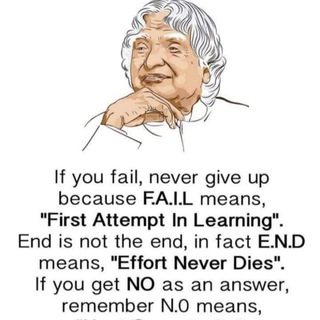 If you fail, never give up
because F.A.I.L means,
"First Attempt In Learning".
End is not the end, in fact E.N.D
means, "Effort Never Dies".
If you get NO as an answer,
remember N.0 means,